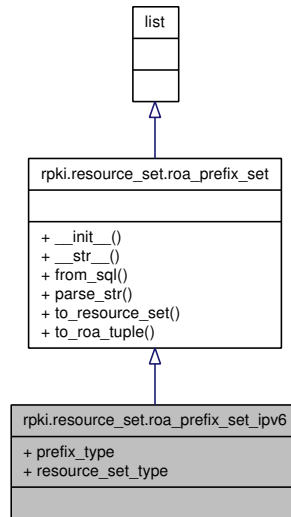 list
rpki.resource_set.roa_prefix_set
+ __init__()
+ __str__()
+ from_sql()
+ parse_str()
+ to_resource_set()
+ to_roa_tuple()
rpki.resource_set.roa_prefix_set_ipv6
+ prefix_type
+ resource_set_type